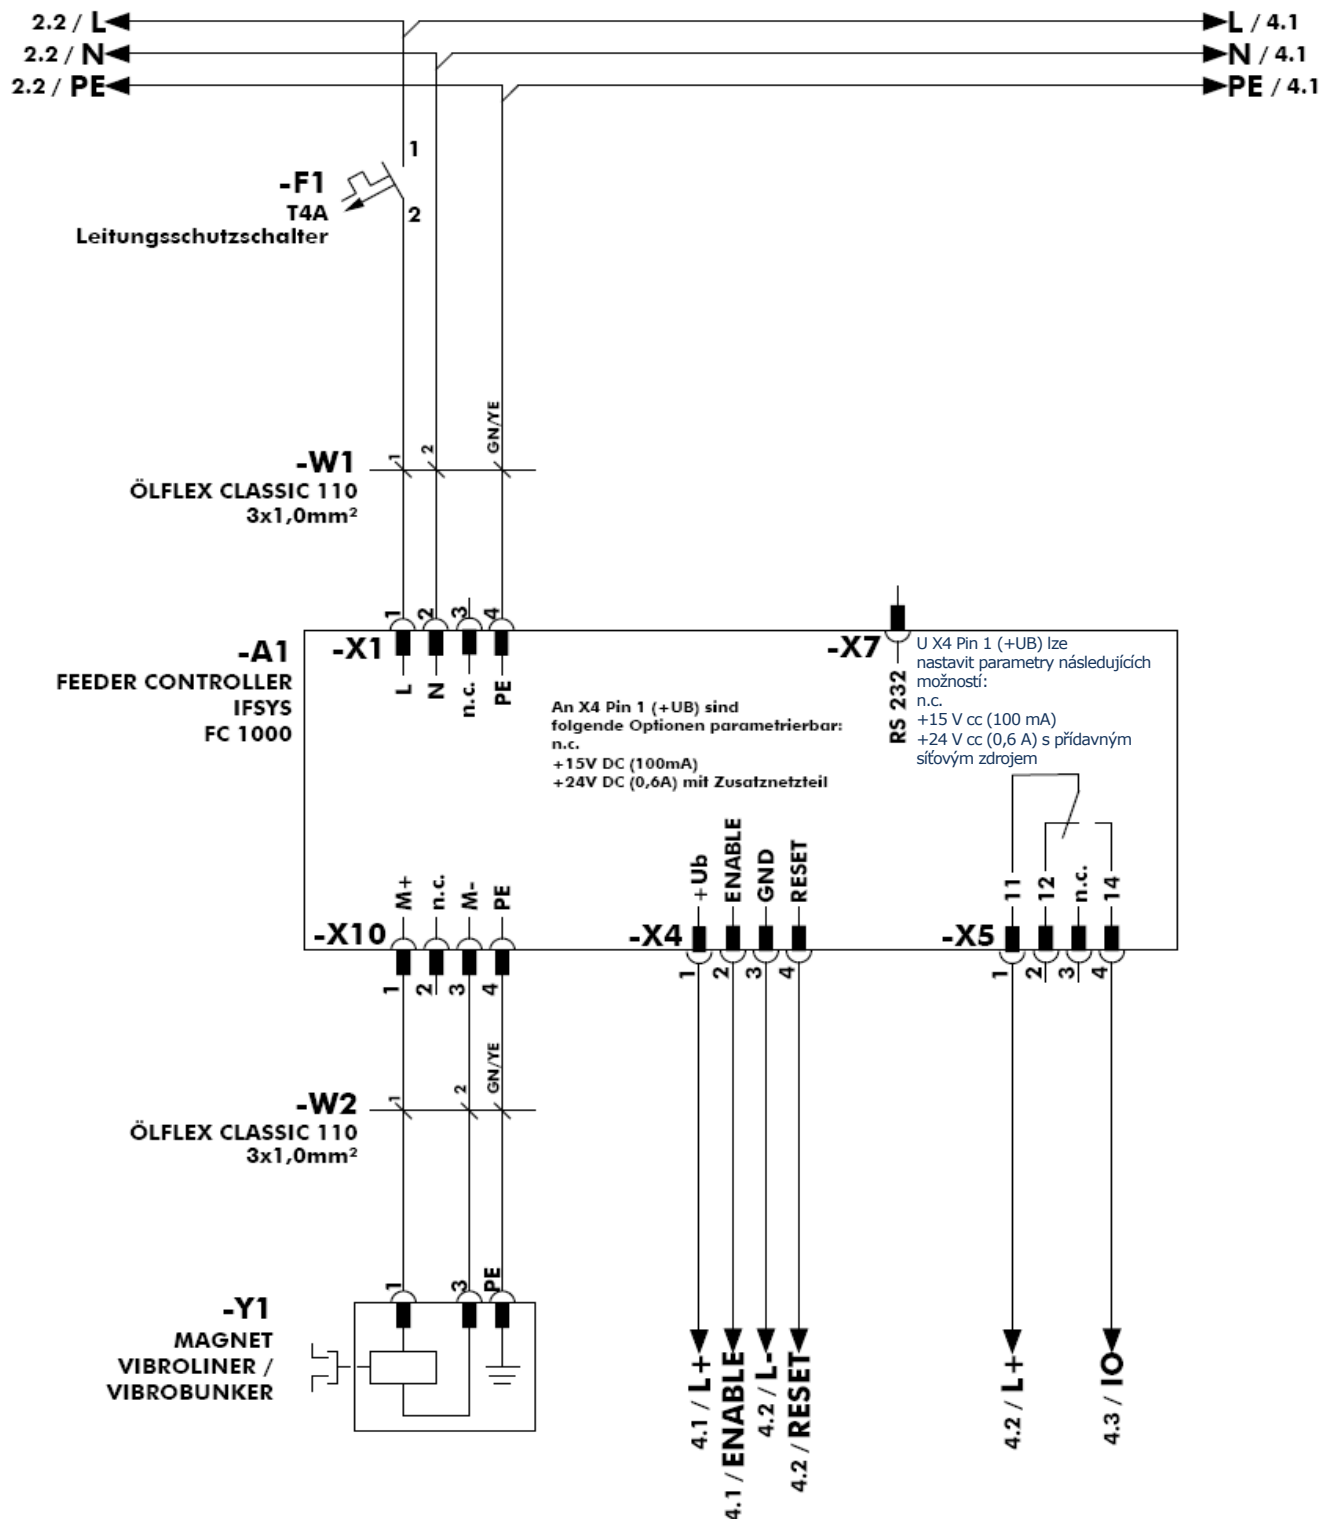 2.2 / L
L / 4.1
2.2 / N
N / 4.1
2.2 / PE
PE / 4.1
1
-F1
T4A
2
Leitungsschutzschalter
1
2
GN/YE
-W1
ÖLFLEX CLASSIC 110
3x1,0mm²
1
2
3
4
-A1
FEEDER CONTROLLER
IFSYS
FC 1000
-X1
L
N
n.c.
PE
-X7
RS 232
An X4 Pin 1 (+UB) sind
folgende Optionen parametrierbar:
n.c.
+15V DC (100mA)
+24V DC (0,6A) mit Zusatznetzteil
U X4 Pin 1 (+UB) lze
nastavit parametry následujících
možností:
n.c.
+15 V cc (100 mA)
+24 V cc (0,6 A) s přídavným
síťovým zdrojem
M+
n.c.
M-
PE
-X10
+Ub
ENABLE
GND
RESET
-X4
11
12
n.c.
14
-X5
1
2
3
4
1
2
3
4
1
2
3
4
1
2
GN/YE
-W2
ÖLFLEX CLASSIC 110
3x1,0mm²
1
3
PE
-Y1
MAGNET
VIBROLINER /
VIBROBUNKER
4.1 / L+
4.1 / ENABLE
4.2 / L-
4.2 / RESET
4.2 / L+
4.3 / IO